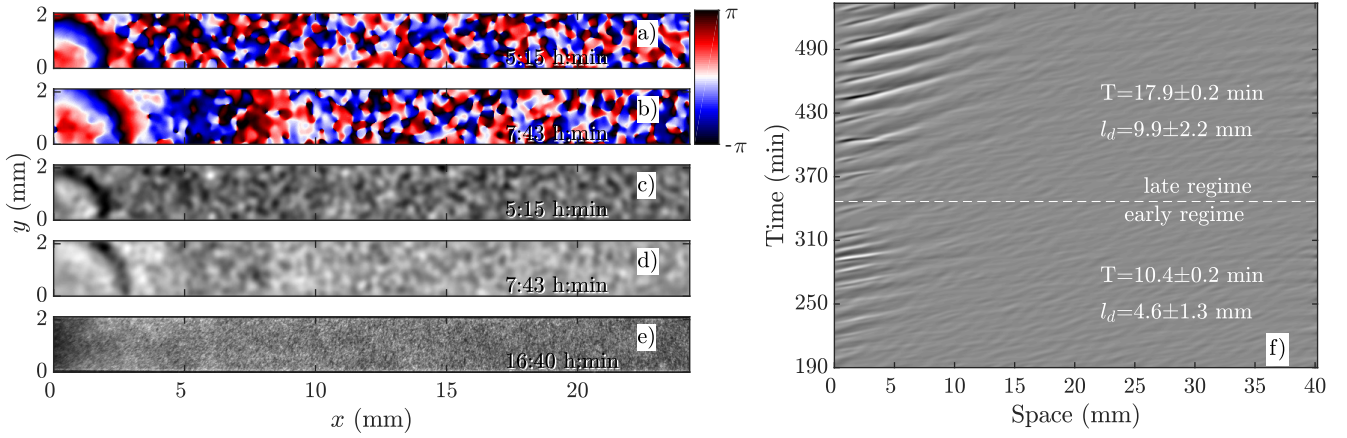 π
-π
2
0
a)
5:15 h:min
2
0
b)
7:43 h:min
2
0
c)
5:15 h:min
2
0
d)
7:43 h:min
2
0
e)
16:40 h:min
0 5 10 15 20
x (mm)
y (mm)
490
430
370
310
250
190
Time (min)
T=17.9±0.2 min
l_d=9.9±2.2 mm
late regime
early regime
T=10.4±0.2 min
l_d=4.6±1.3 mm
f)
0 5 10 15 20 25 30 35 40
Space (mm)